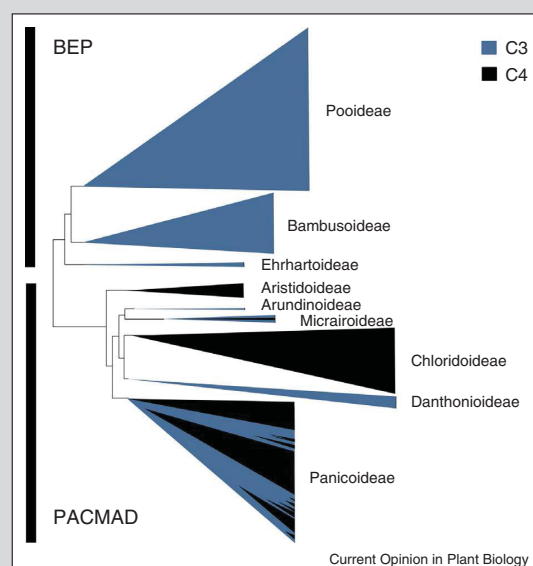 BEP
C3
C4
Pooideae
Bambusoideae
Ehrhartoideae
Aristidoideae
Arundinoideae
Micrairoideae
Chloridoideae
Danthonioideae
Panicoideae
PACMAD
Current Opinion in Plant Biology